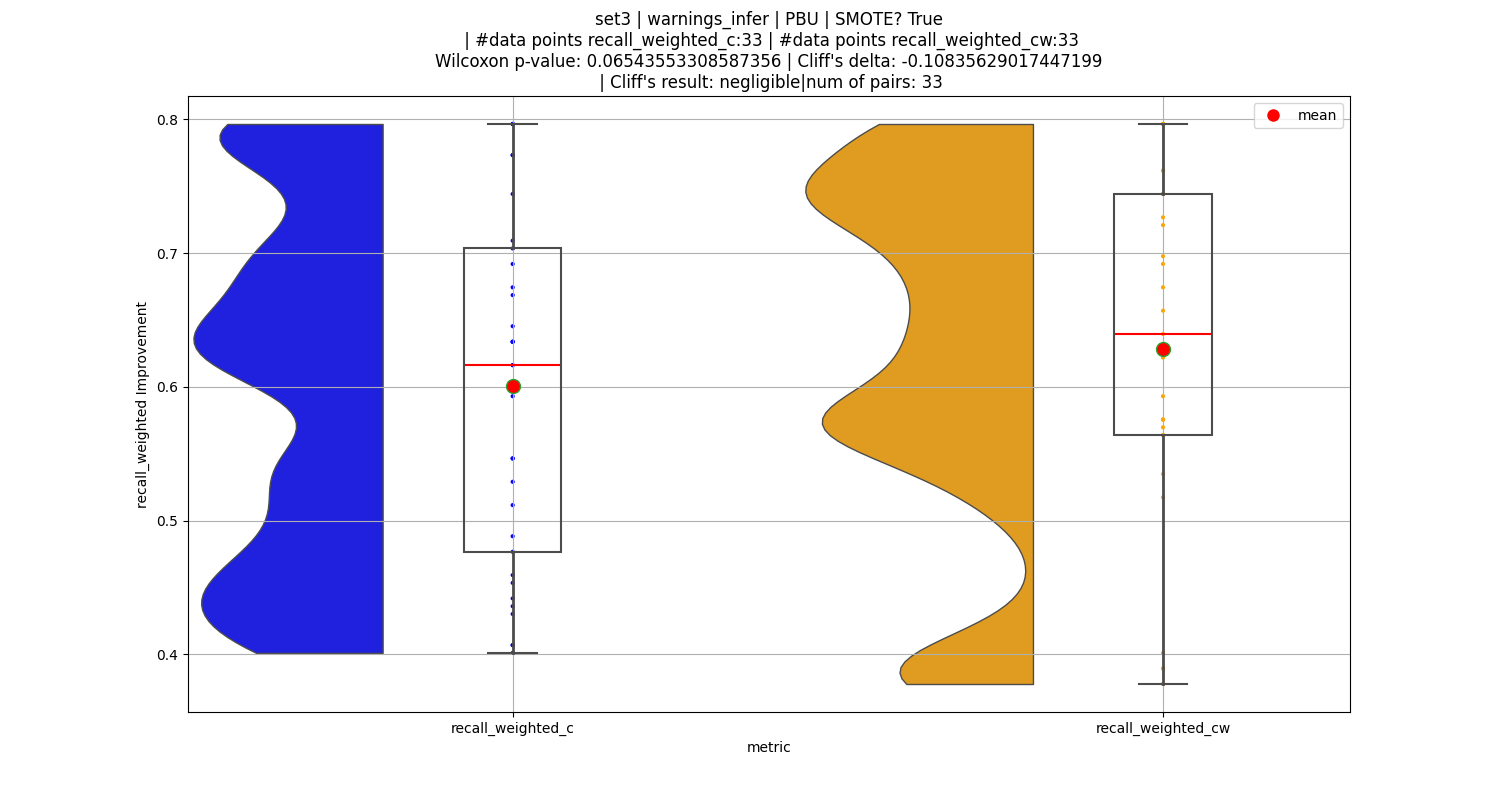 set3 | warnings_infer | PBU | SMOTE? True
| #data points recall_weighted_c:33 | #data points recall_weighted_cw:33
Wilcoxon p-value: 0.06543553308587356 | Cliff's delta: -0.10835629017447199
| Cliff's result: negligible|num of pairs: 33
mean
0.8
0.7
0.6
0.5
0.4
recall_weighted Improvement
recall_weighted_c
recall_weighted_cw
metric